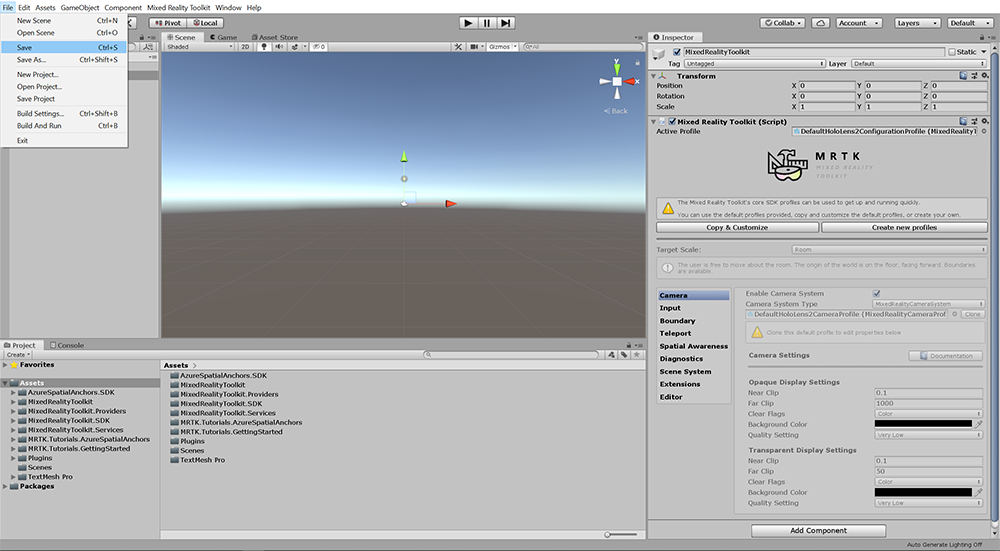 File Edit Assets GameObject Component Mixed Reality Toolkit Window Help
New Scene Ctrl+N
Open Scene Ctrl+O
Save Ctrl+S
Save As... Ctrl+Shift+S
New Project...
Open Project...
Save Project
Build Settings... Ctrl+Shift+B
Build And Run Ctrl+B
Exit
Pivot Local
Collab Account Layers Default
Scene Game Asset Store
Shaded 2D 0 Gizmos All
y
x
Back
Inspector
MixedRealityToolkit Static
Tag Untagged Layer Default
Transform
Position X 0 Y 0 Z 0
Rotation X 0 Y 0 Z 0
Scale X 1 Y 1 Z 1
Mixed Reality Toolkit (Script)
Active Profile DefaultHoloLens2ConfigurationProfile (MixedRealityT
MRTK
MIXED REALITY
TOOLKIT
The Mixed Reality Toolkit's core SDK profiles can be used to get up and running quickly.
You can use the default profiles provided, copy and customize the default profiles, or create your own.
Copy & Customize Create new profiles
Target Scale: Room
The user is free to move about the room. The origin of the world is on the floor, facing forward. Boundaries
are available.
Camera
Input
Boundary
Teleport
Spatial Awareness
Diagnostics
Scene System
Extensions
Editor
Enable Camera System
Camera System Type MixedRealityCameraSystem
DefaultHoloLens2CameraProfile (MixedRealityCameraProf Clone
Clone this default profile to edit properties below
Camera Settings Documentation
Opaque Display Settings
Near Clip 0.1
Far Clip 1000
Clear Flags Color
Background Color
Quality Setting Very Low
Transparent Display Settings
Near Clip 0.1
Far Clip 50
Clear Flags Color
Background Color
Quality Setting Very Low
Add Component
Project Console
Create
Favorites
Assets
AzureSpatialAnchors.SDK
MixedRealityToolkit
MixedRealityToolkit.Providers
MixedRealityToolkit.SDK
MixedRealityToolkit.Services
MRTK.Tutorials.AzureSpatialAnchors
MRTK.Tutorials.GettingStarted
Plugins
Scenes
TextMesh Pro
Packages
Assets
AzureSpatialAnchors.SDK
MixedRealityToolkit
MixedRealityToolkit.Providers
MixedRealityToolkit.SDK
MixedRealityToolkit.Services
MRTK.Tutorials.AzureSpatialAnchors
MRTK.Tutorials.GettingStarted
Plugins
Scenes
TextMesh Pro
Auto Generate Lighting Off